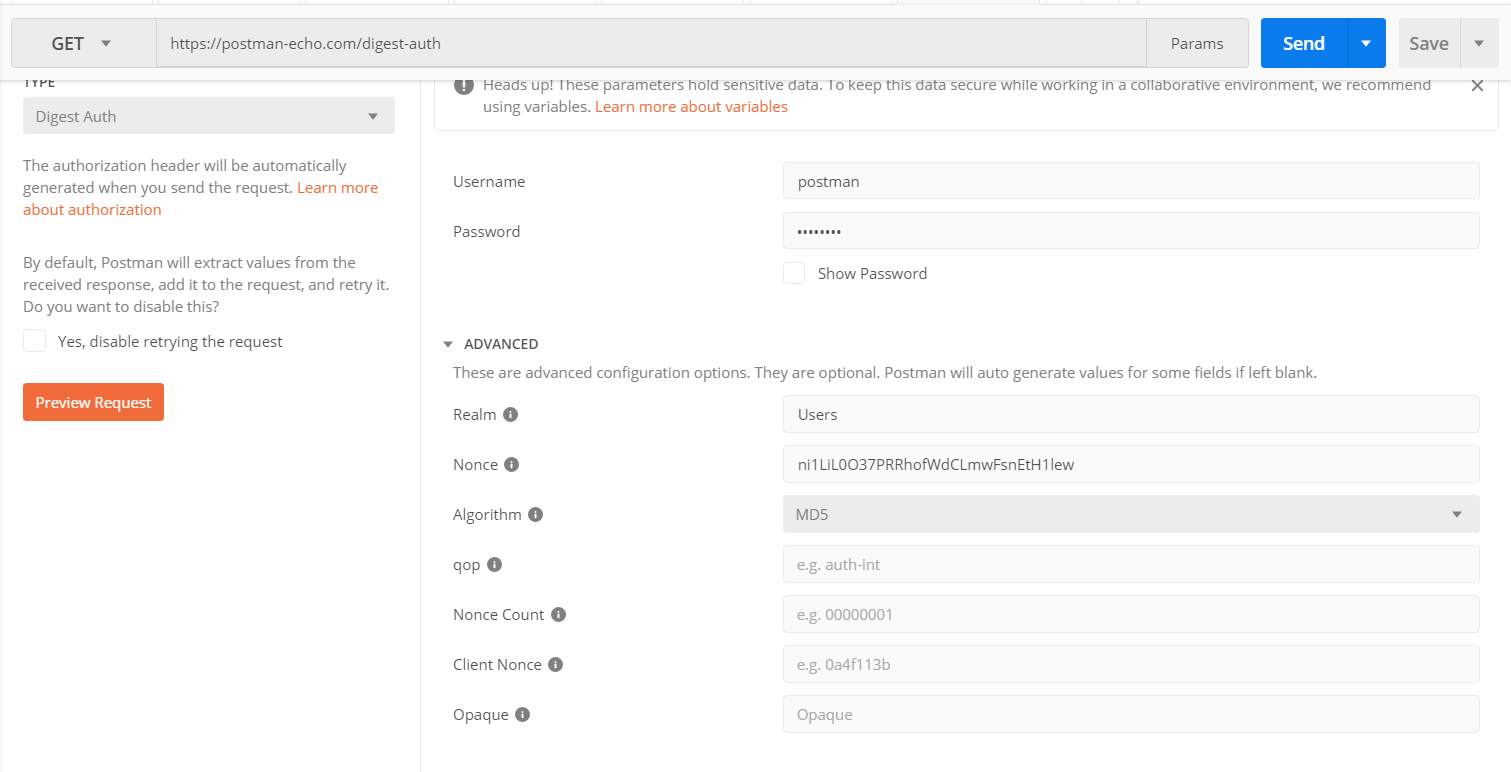 GET
https://postman-echo.com/digest-auth
Params
Send
Save
TYPE
Digest Auth
The authorization header will be automatically
generated when you send the request. Learn more
about authorization
By default, Postman will extract values from the
received response, add it to the request, and retry it.
Do you want to disable this?
Yes, disable retrying the request
Preview Request
Heads up! These parameters hold sensitive data. To keep this data secure while working in a collaborative environment, we recommend
using variables. Learn more about variables
Username
postman
Password
••••••••
Show Password
ADVANCED
These are advanced configuration options. They are optional. Postman will auto generate values for some fields if left blank.
Realm
Users
Nonce
ni1LiL0O37PRRhofWdCLmwFsnEtH1lew
Algorithm
MD5
qop
e.g. auth-int
Nonce Count
e.g. 00000001
Client Nonce
e.g. 0a4f113b
Opaque
Opaque